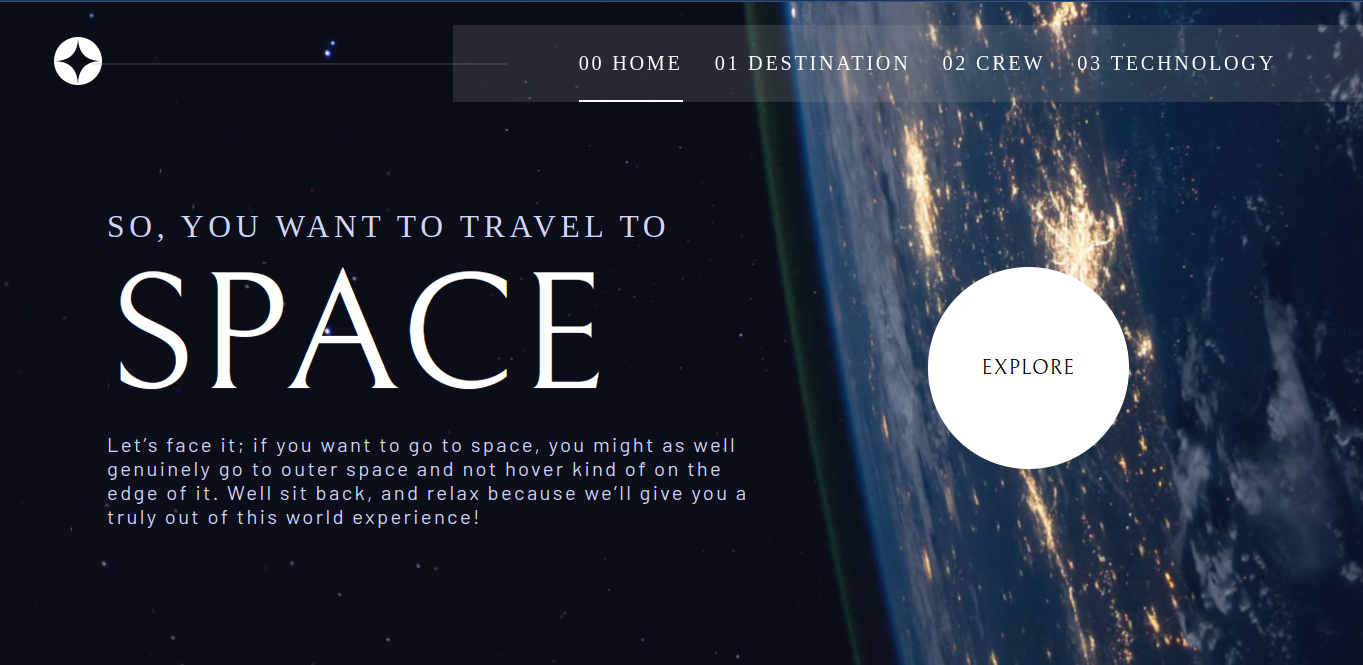 00 HOME 01 DESTINATION 02 CREW 03 TECHNOLOGY
SO, YOU WANT TO TRAVEL TO
SPACE
Let’s face it; if you want to go to space, you might as well
genuinely go to outer space and not hover kind of on the
edge of it. Well sit back, and relax because we’ll give you a
truly out of this world experience!
EXPLORE